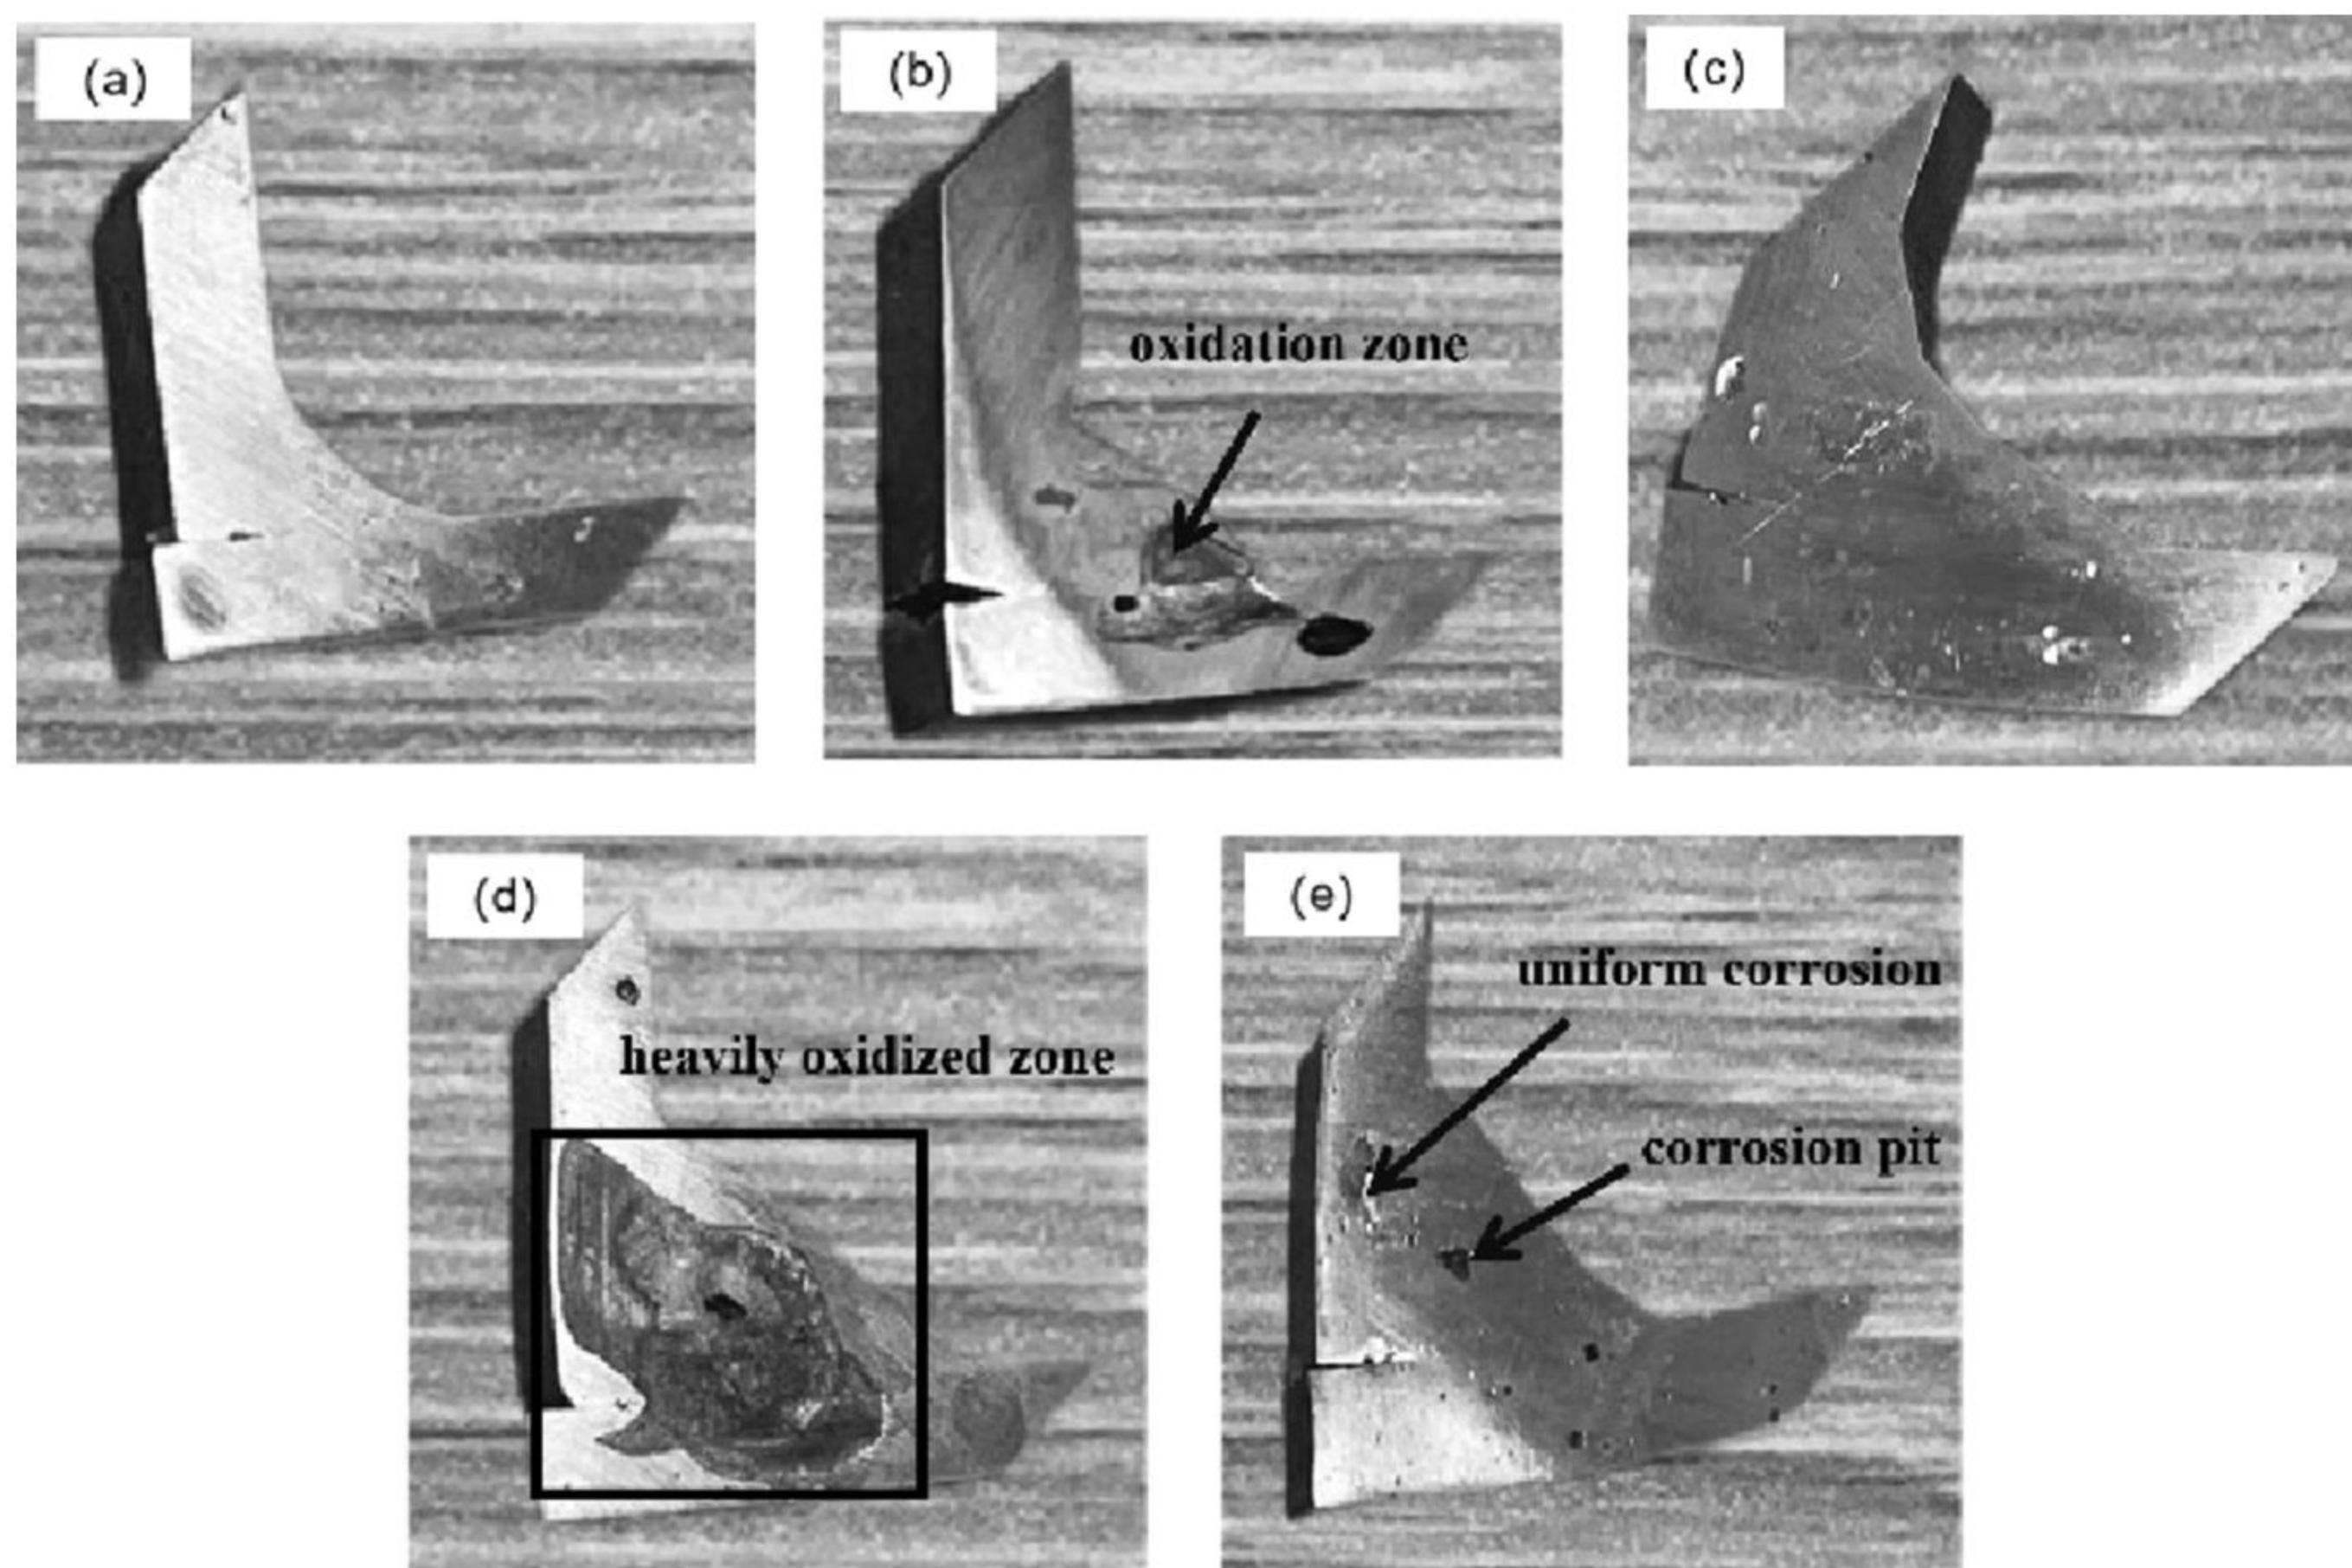 (a)
(b)
(c)
oxidation zone
(d)
(e)
uniform corrosion
heavily oxidized zone
corrosion pit